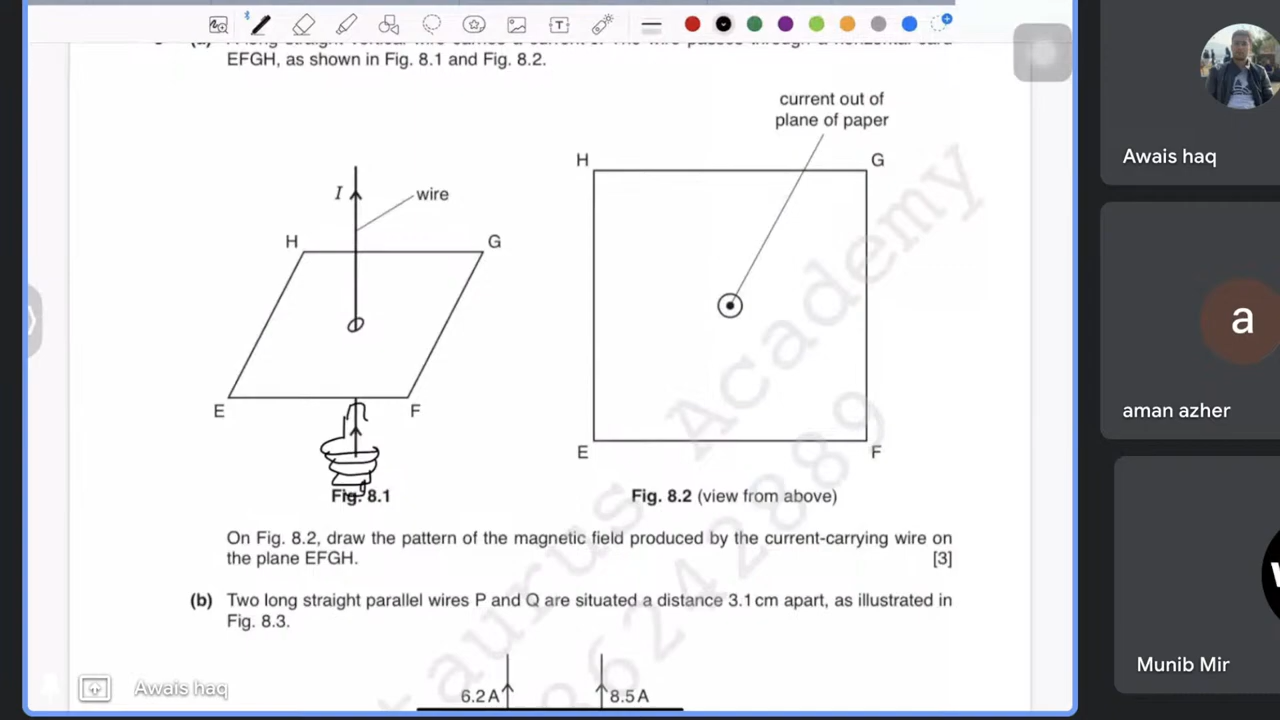 EFGH, as shown in Fig. 8.1 and Fig. 8.2.
current out of
plane of paper
H
G
I
wire
H
G
E
F
E
F
Fig. 8.1
Fig. 8.2 (view from above)
On Fig. 8.2, draw the pattern of the magnetic field produced by the current-carrying wire on
the plane EFGH.
[3]
(b) Two long straight parallel wires P and Q are situated a distance 3.1 cm apart, as illustrated in
Fig. 8.3.
6.2 A
8.5 A
Awais haq
Awais haq
a
aman azher
Munib Mir
T
Academy